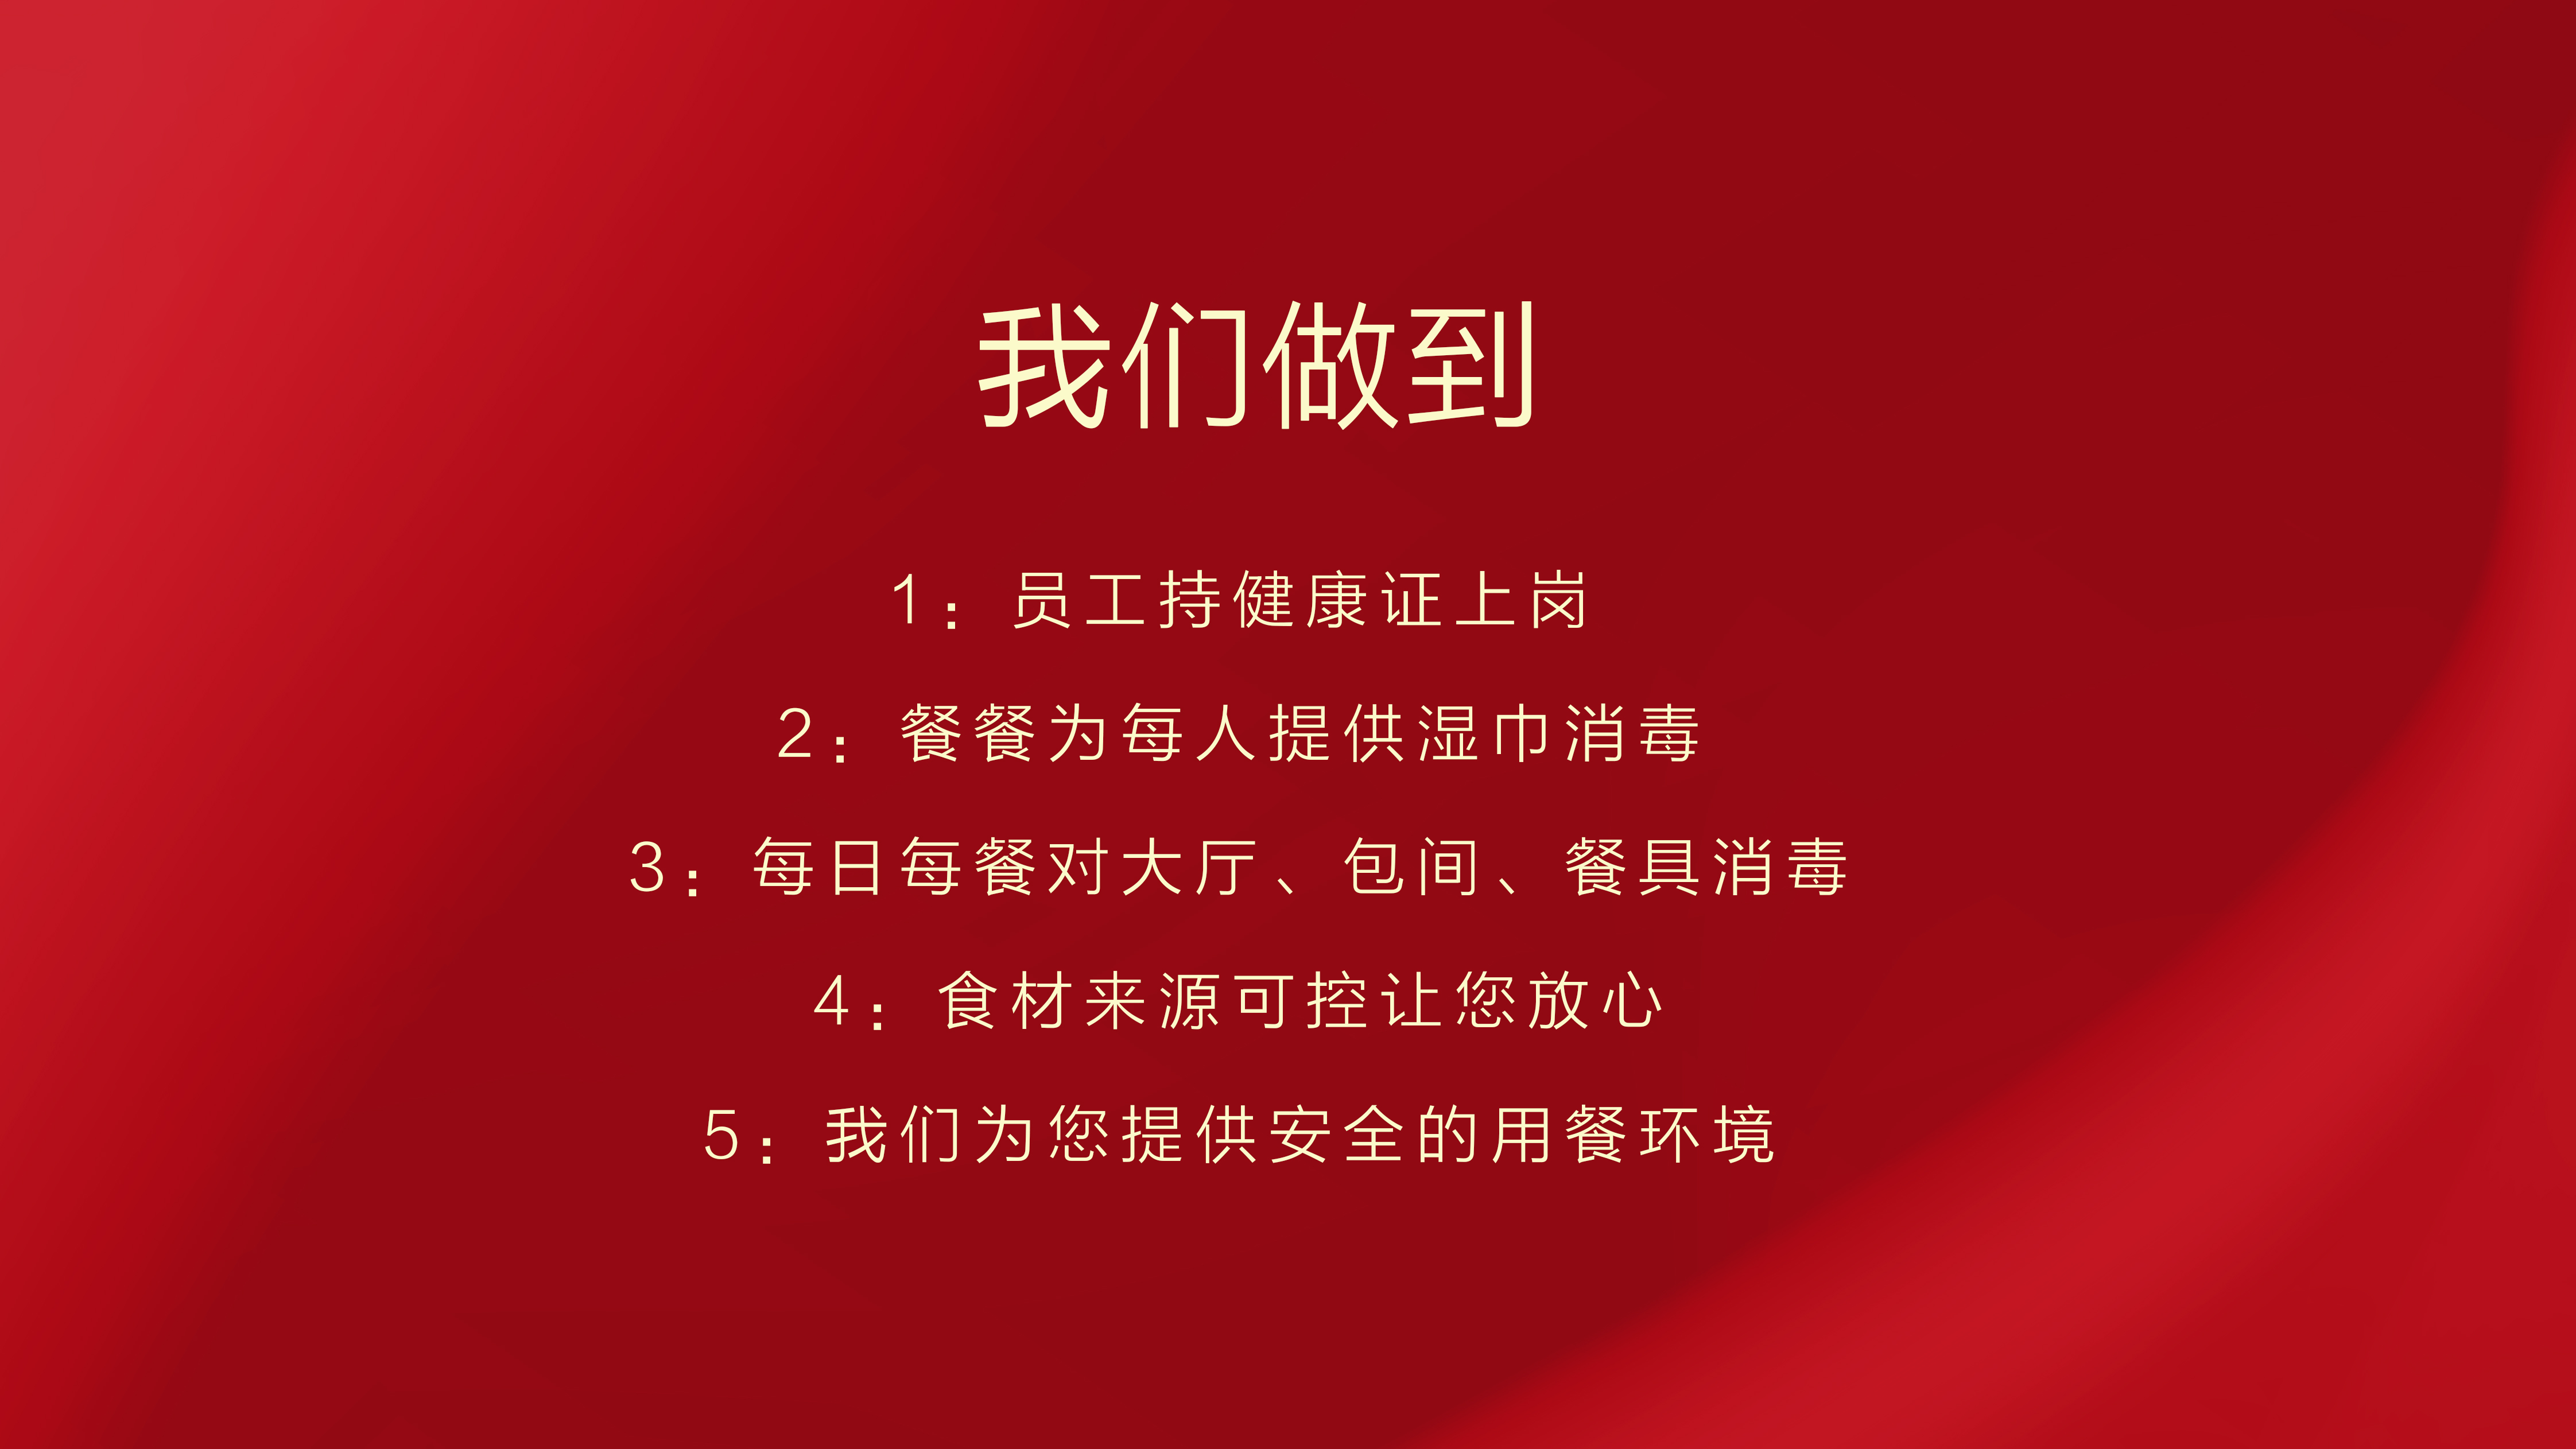 我们做到
1：员工持健康证上岗
2：餐餐为每人提供湿巾消毒
3：每日每餐对大厅、包间、餐具消毒
4：食材来源可控让您放心
5：我们为您提供安全的用餐环境